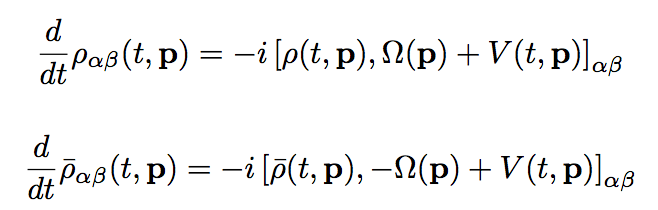 d/dt ρ_{αβ}(t, **p**) = −i [ρ(t, **p**), Ω(**p**) + V(t, **p**)]_{αβ}
d/dt ρ̄_{αβ}(t, **p**) = −i [ρ̄(t, **p**), −Ω(**p**) + V(t, **p**)]_{αβ}